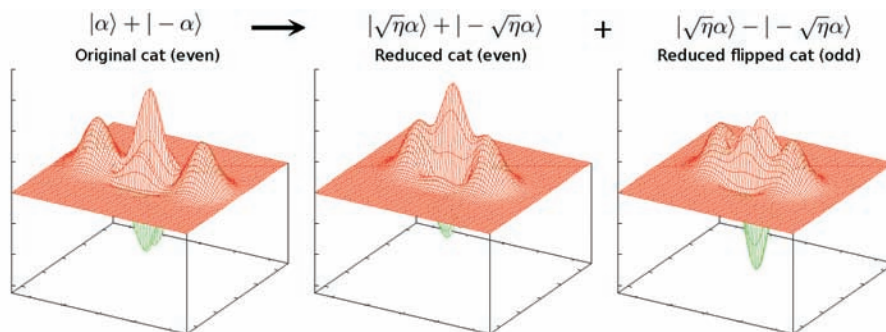 |α⟩ + | − α⟩ → |√ηα⟩ + | − √ηα⟩ + |√ηα⟩ − | − √ηα⟩
Original cat (even) Reduced cat (even) Reduced flipped cat (odd)